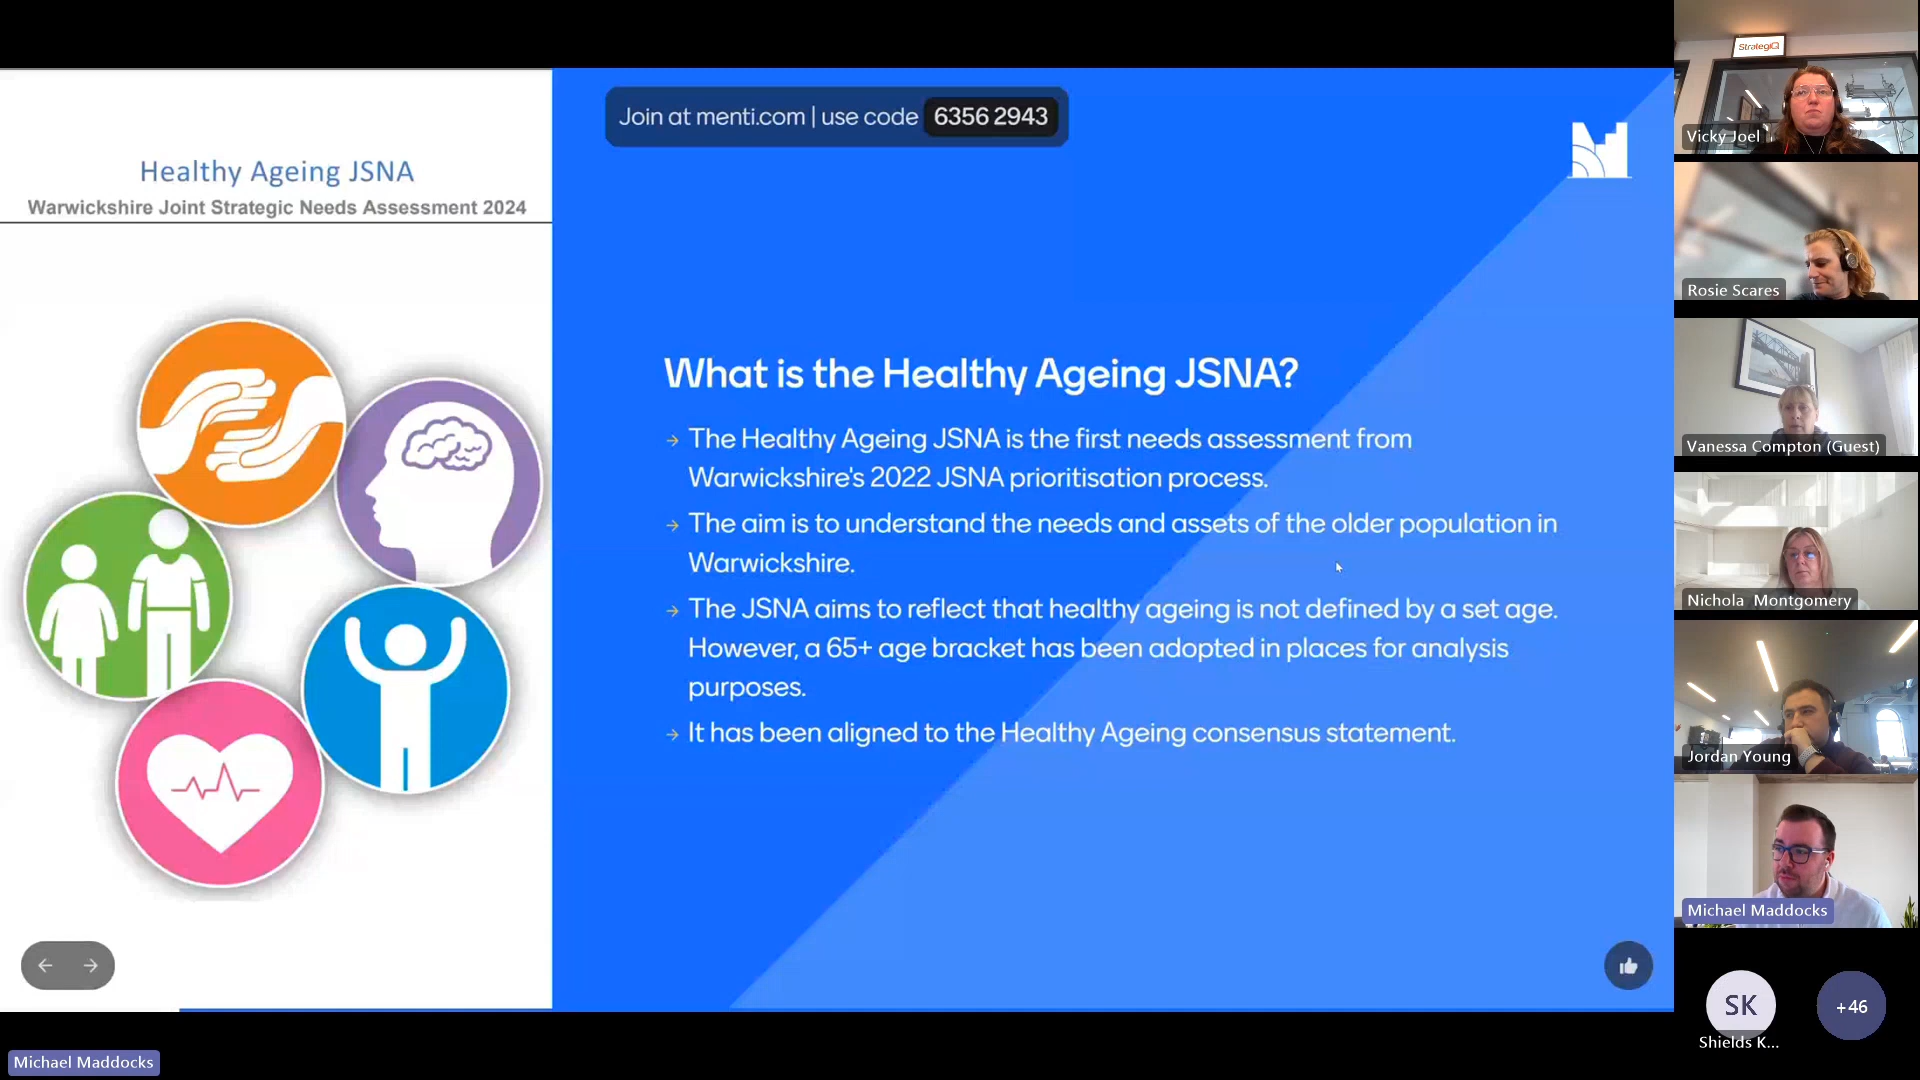 Healthy Ageing JSNA
Warwickshire Joint Strategic Needs Assessment 2024
Join at menti.com | use code 6356 2943
What is the Healthy Ageing JSNA?
→ The Healthy Ageing JSNA is the first needs assessment from
Warwickshire's 2022 JSNA prioritisation process.
→ The aim is to understand the needs and assets of the older population in
Warwickshire.
→ The JSNA aims to reflect that healthy ageing is not defined by a set age.
However, a 65+ age bracket has been adopted in places for analysis
purposes.
→ It has been aligned to the Healthy Ageing consensus statement.
StrategiQ
Vicky Joel
Rosie Scares
Vanessa Compton (Guest)
Nichola Montgomery
Jordan Young
Michael Maddocks
SK
+46
Shields K...
Michael Maddocks